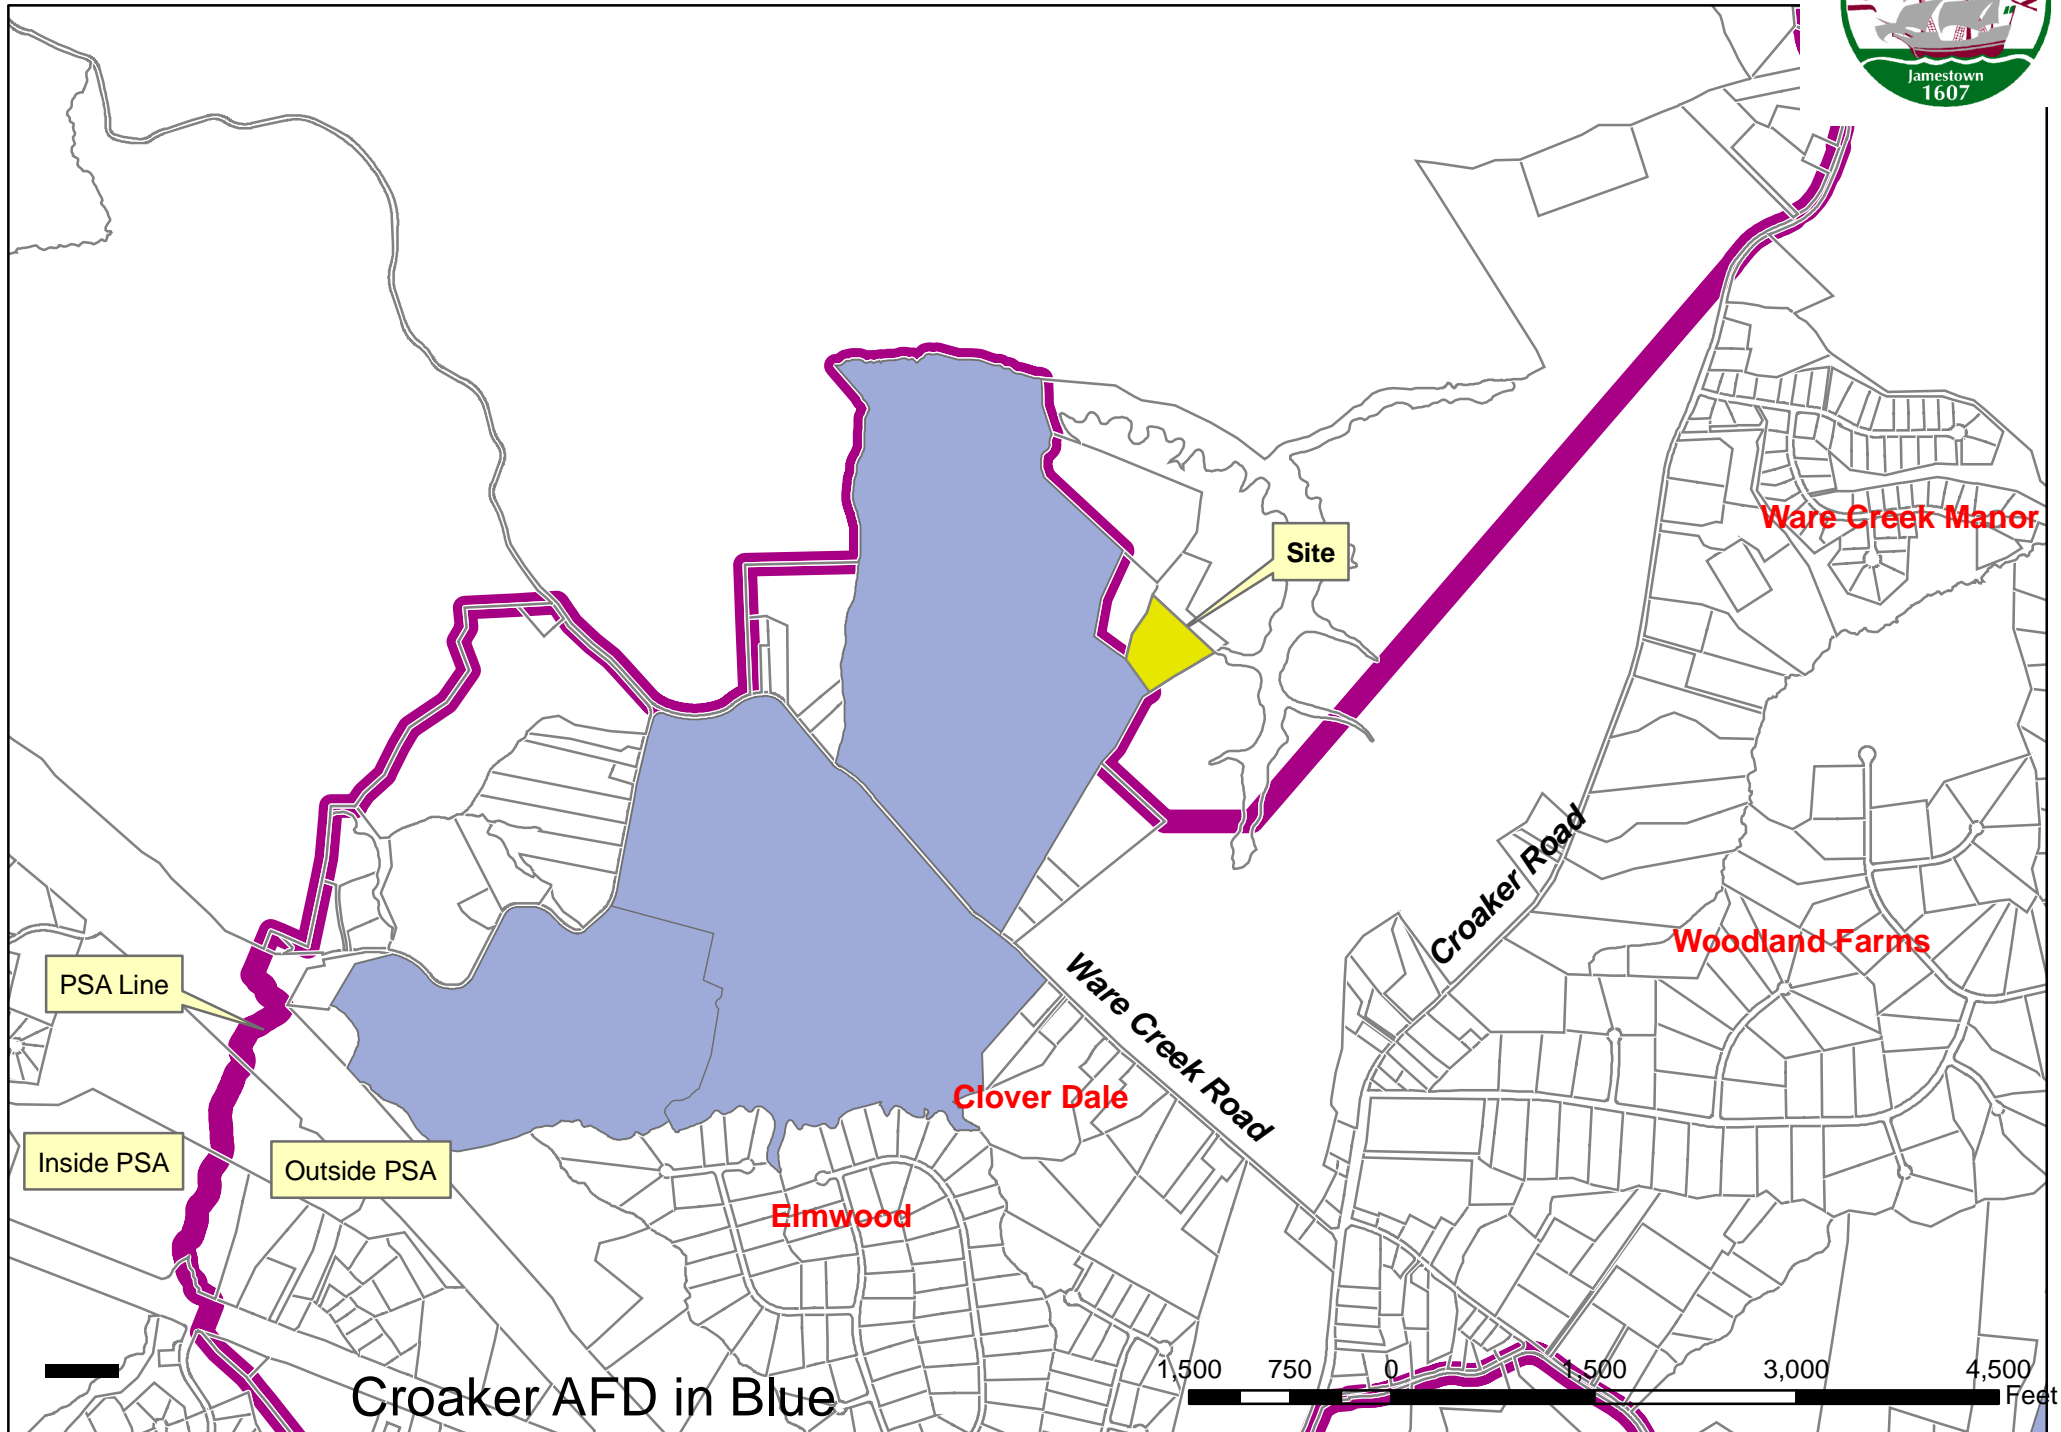 Jamestown
1607
Site
Ware Creek Manor
Croaker Road
Woodland Farms
PSA Line
Ware Creek Road
Clover Dale
Inside PSA
Outside PSA
Elmwood
1,500 750 0 1,500 3,000 4,500
Feet
Croaker AFD in Blue